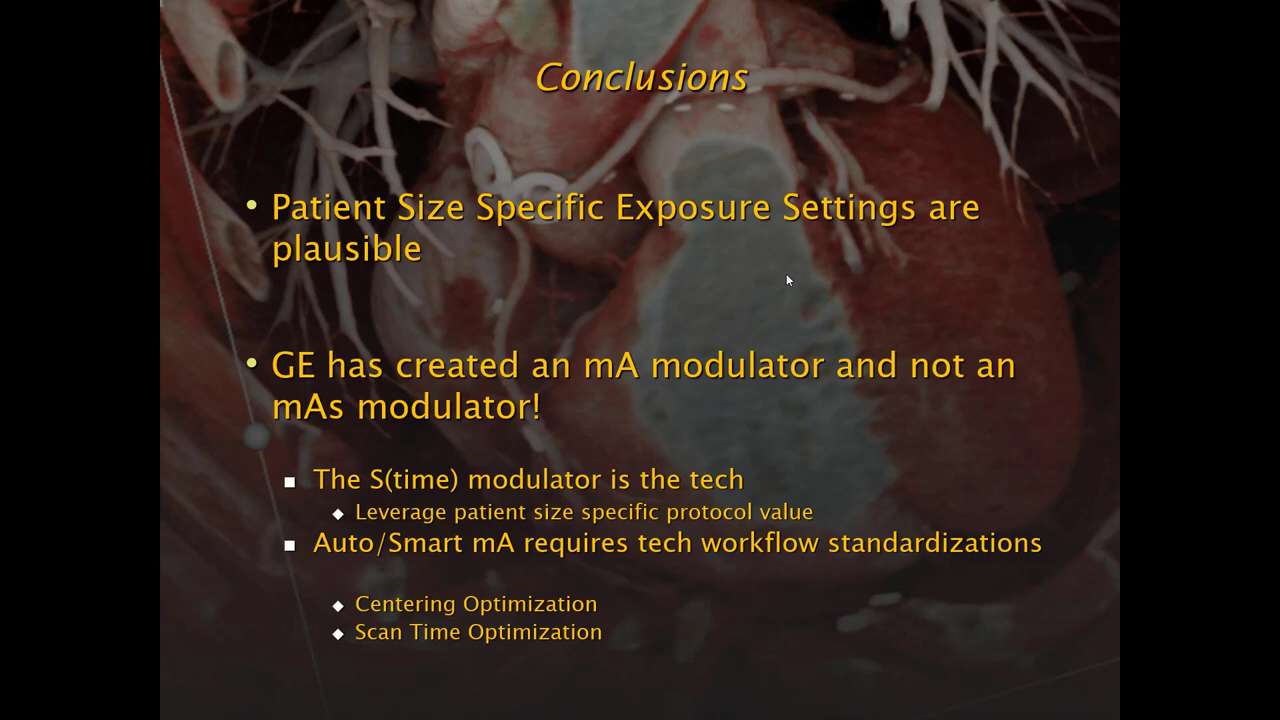 Conclusions
• Patient Size Specific Exposure Settings are
plausible
• GE has created an mA modulator and not an
mAs modulator!
▪ The S(time) modulator is the tech
◆ Leverage patient size specific protocol value
▪ Auto/Smart mA requires tech workflow standardizations
◆ Centering Optimization
◆ Scan Time Optimization